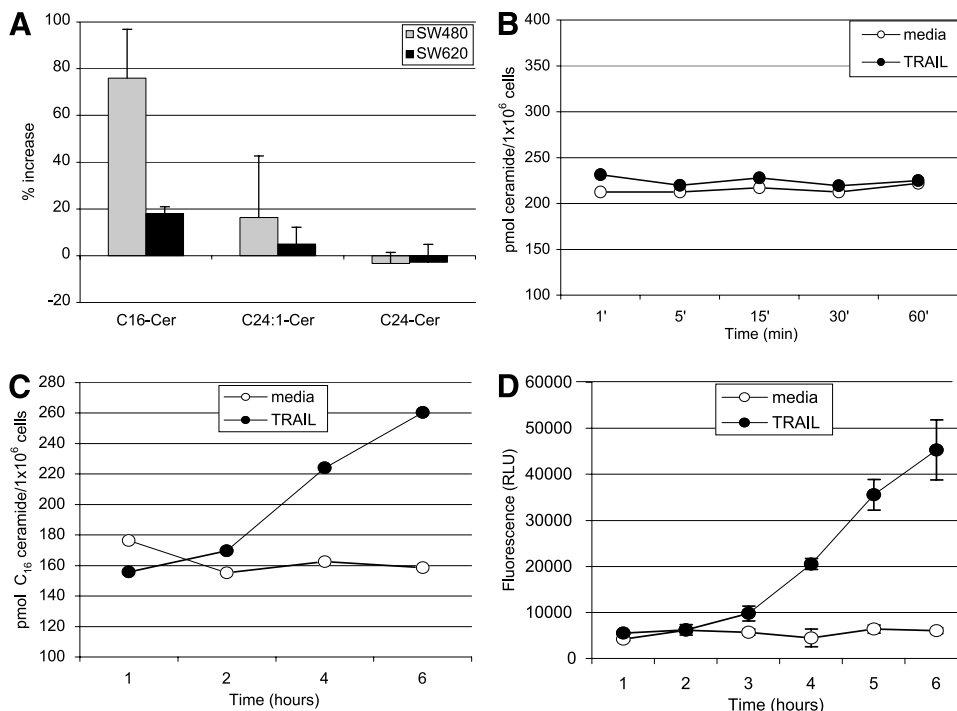 A
% increase
100
80
60
40
20
0
-20
SW480
SW620
C16-Cer
C24:1-Cer
C24-Cer
B
pmol ceramide/1x10⁶ cells
400
350
300
250
200
150
100
media
TRAIL
1'
5'
15'
30'
60'
Time (min)
C
pmol C₁₆ ceramide/1x10⁶ cells
280
260
240
220
200
180
160
140
120
100
media
TRAIL
1
2
4
6
Time (hours)
D
Fluorescence (RLU)
60000
50000
40000
30000
20000
10000
0
media
TRAIL
1
2
3
4
5
6
Time (hours)